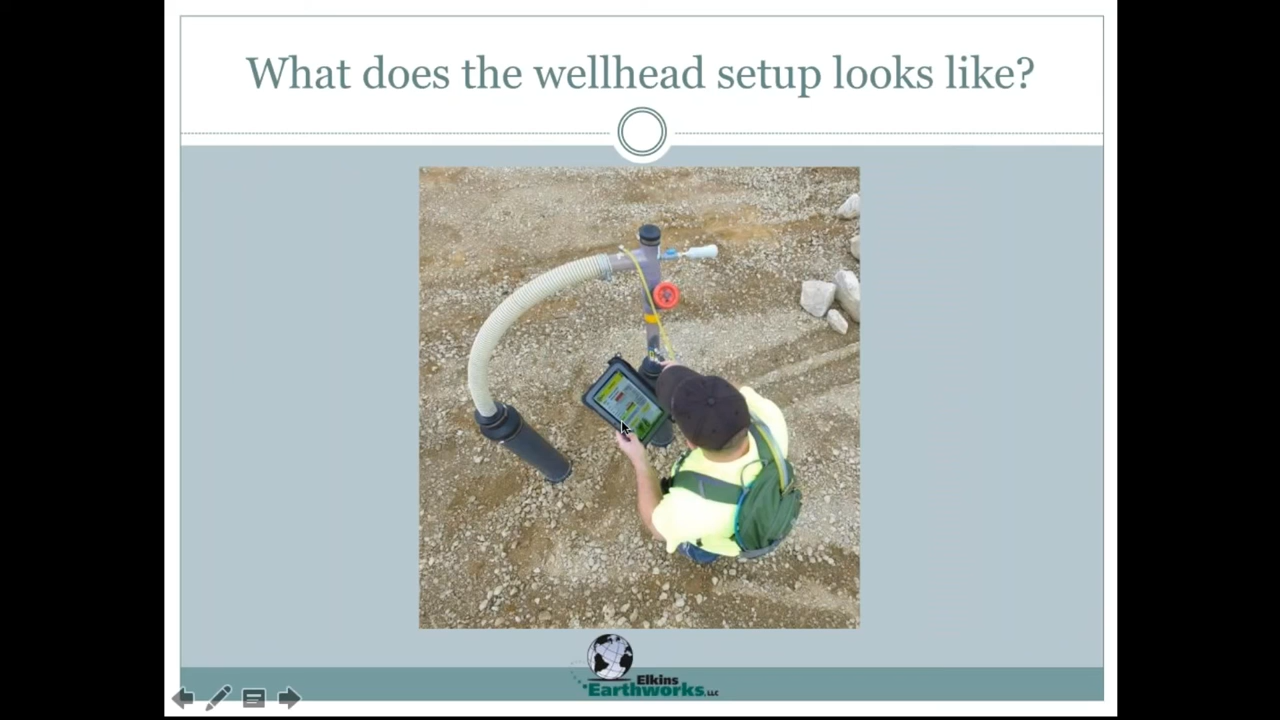 What does the wellhead setup looks like?
Elkins
Earthworks, LLC